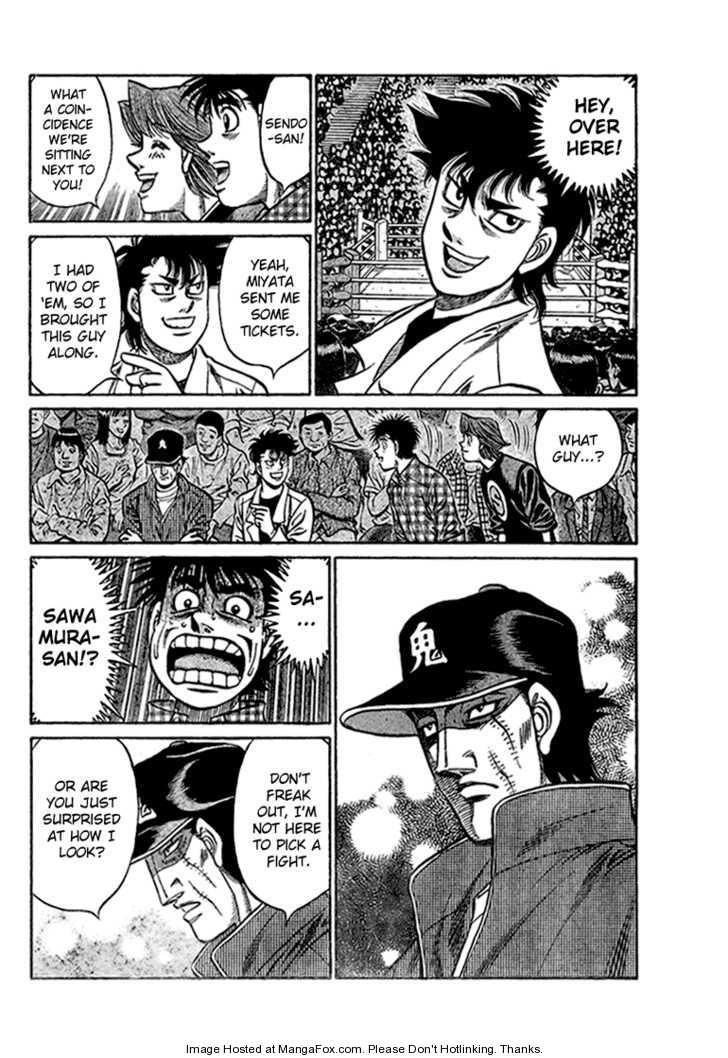 HEY,
OVER
HERE!
SENDO
-SAN!
WHAT
A COIN-
CIDENCE
WE'RE
SITTING
NEXT TO
YOU!
YEAH,
MIYATA
SENT ME
SOME
TICKETS.
I HAD
TWO OF
'EM, SO I
BROUGHT
THIS GUY
ALONG.
WHAT
GUY...?
A
SA-
...
SAWA
MURA-
SAN!?
鬼
DON'T
FREAK
OUT, I'M
NOT HERE
TO PICK
A FIGHT.
OR ARE
YOU JUST
SURPRISED
AT HOW I
LOOK?
Image Hosted at MangaFox.com. Please Don't Hotlinking. Thanks.